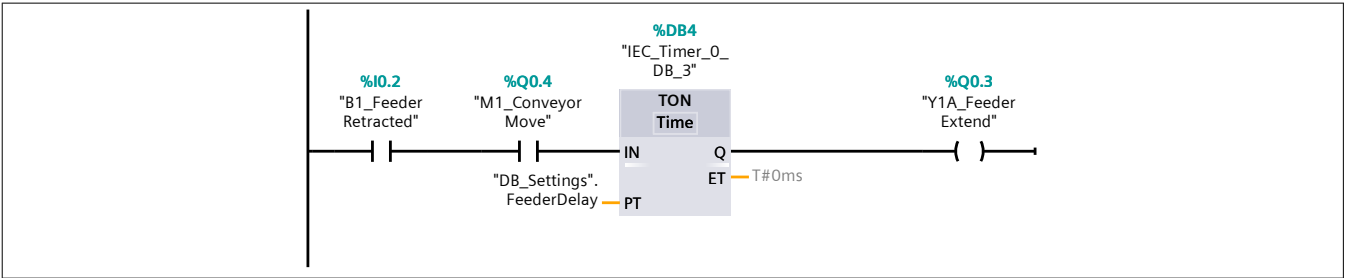 %DB4
"IEC_Timer_0_
DB_3"
%I0.2
"B1_Feeder
Retracted"
%Q0.4
"M1_Conveyor
Move"
TON
Time
%Q0.3
"Y1A_Feeder
Extend"
IN
Q
"DB_Settings".
FeederDelay
PT
ET
T#0ms